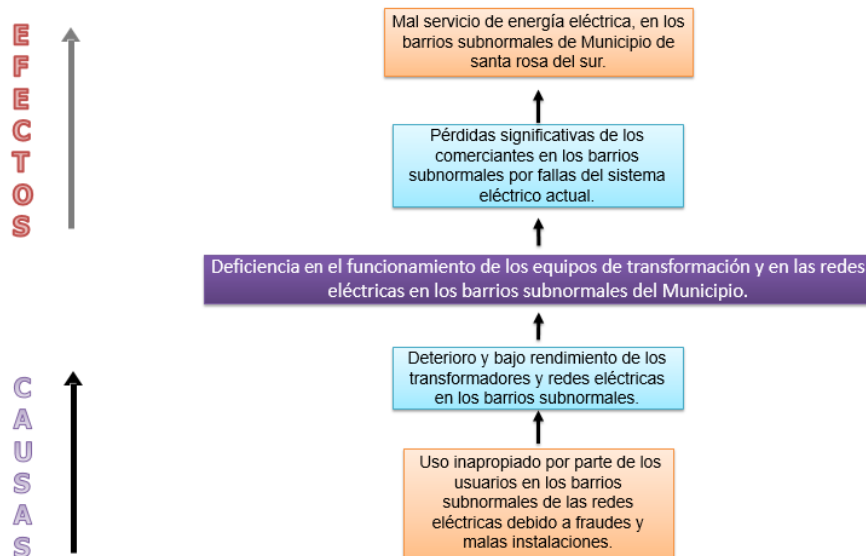 EFECTOS
Mal servicio de energía eléctrica, en los
barrios subnormales de Municipio de
santa rosa del sur.
Pérdidas significativas de los
comerciantes en los barrios
subnormales por fallas del sistema
eléctrico actual.
Deficiencia en el funcionamiento de los equipos de transformación y en las redes
eléctricas en los barrios subnormales del Municipio.
CAUSAS
Deterioro y bajo rendimiento de los
transformadores y redes eléctricas
en los barrios subnormales.
Uso inapropiado por parte de los
usuarios en los barrios
subnormales de las redes
eléctricas debido a fraudes y
malas instalaciones.